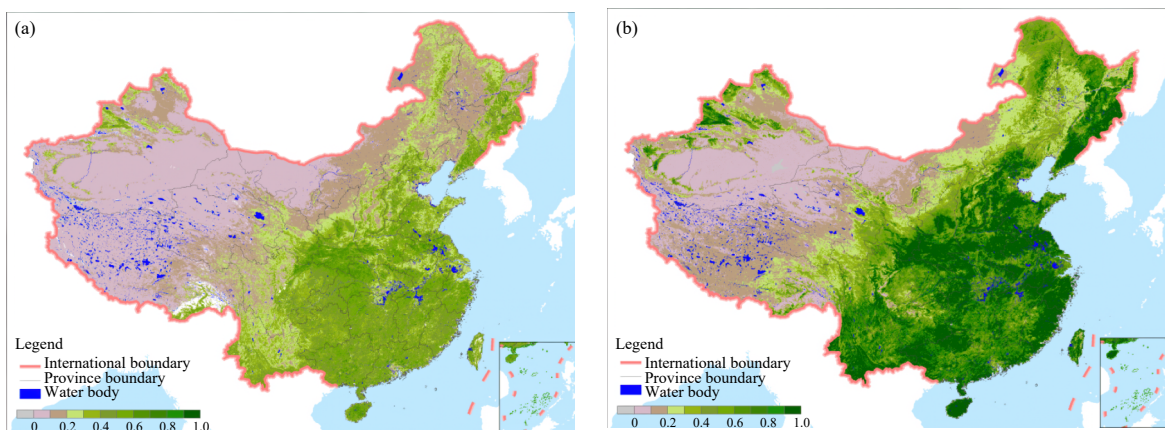 (a)
Legend
International boundary
Province boundary
Water body
0 0.2 0.4 0.6 0.8 1.0
(b)
Legend
International boundary
Province boundary
Water body
0 0.2 0.4 0.6 0.8 1.0